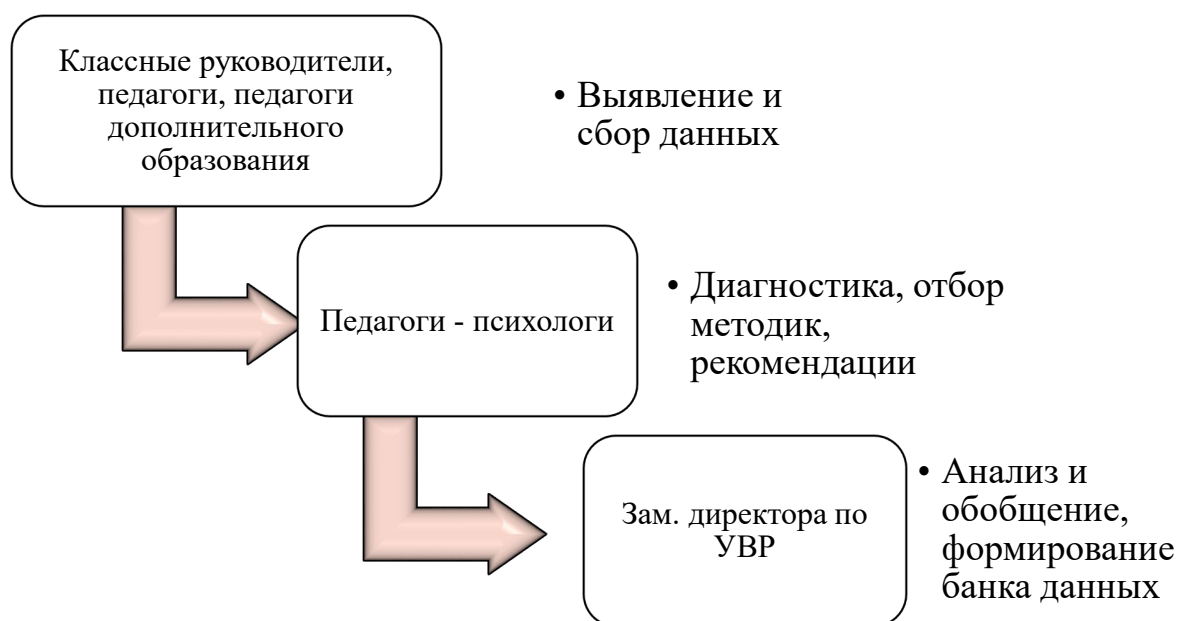 Классные руководители,
педагоги, педагоги
дополнительного
образования
• Выявление и
сбор данных
Педагоги - психологи
• Диагностика, отбор
методик,
рекомендации
Зам. директора по
УВР
• Анализ и
обобщение,
формирование
банка данных